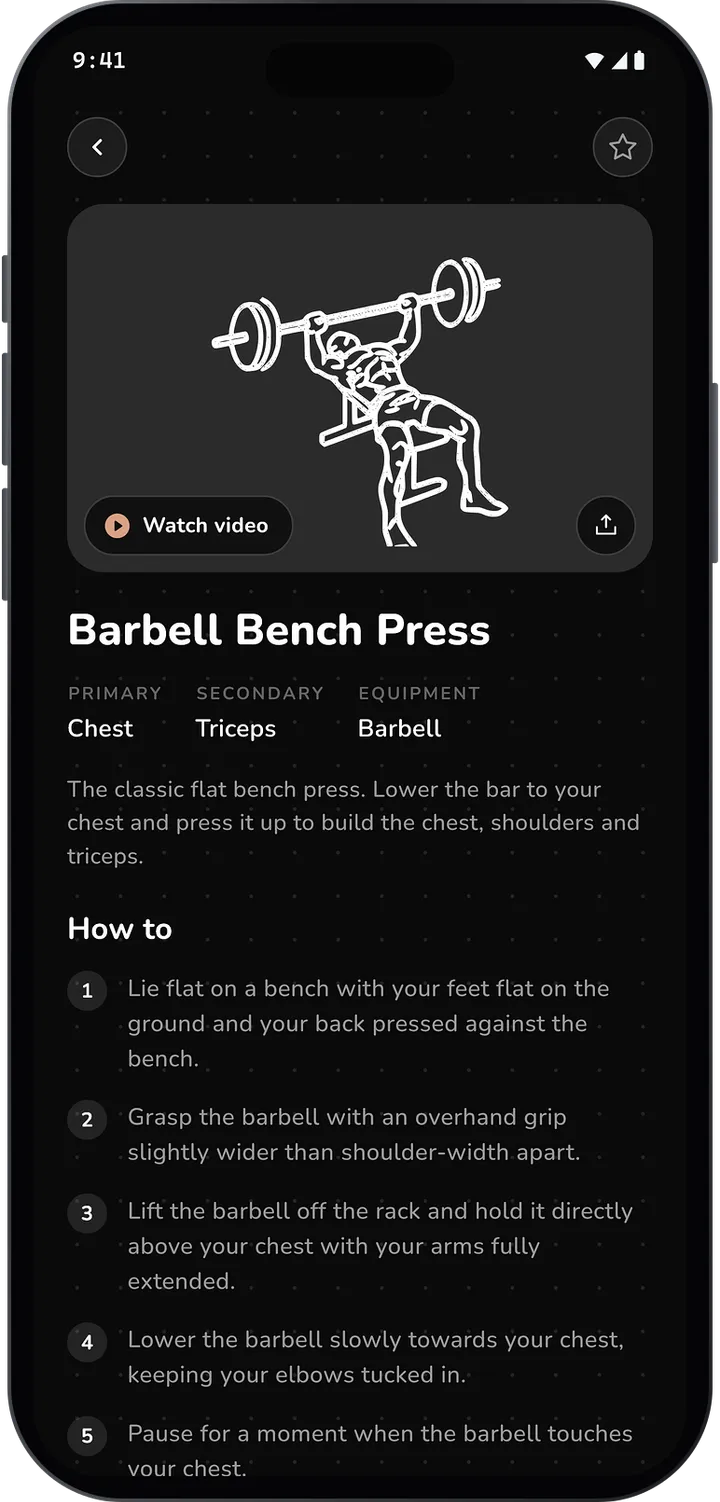 9:41
Watch video
Barbell Bench Press
PRIMARY SECONDARY EQUIPMENT
Chest Triceps Barbell
The classic flat bench press. Lower the bar to your
chest and press it up to build the chest, shoulders and
triceps.
How to
1 Lie flat on a bench with your feet flat on the
ground and your back pressed against the
bench.
2 Grasp the barbell with an overhand grip
slightly wider than shoulder-width apart.
3 Lift the barbell off the rack and hold it directly
above your chest with your arms fully
extended.
4 Lower the barbell slowly towards your chest,
keeping your elbows tucked in.
5 Pause for a moment when the barbell touches
your chest.